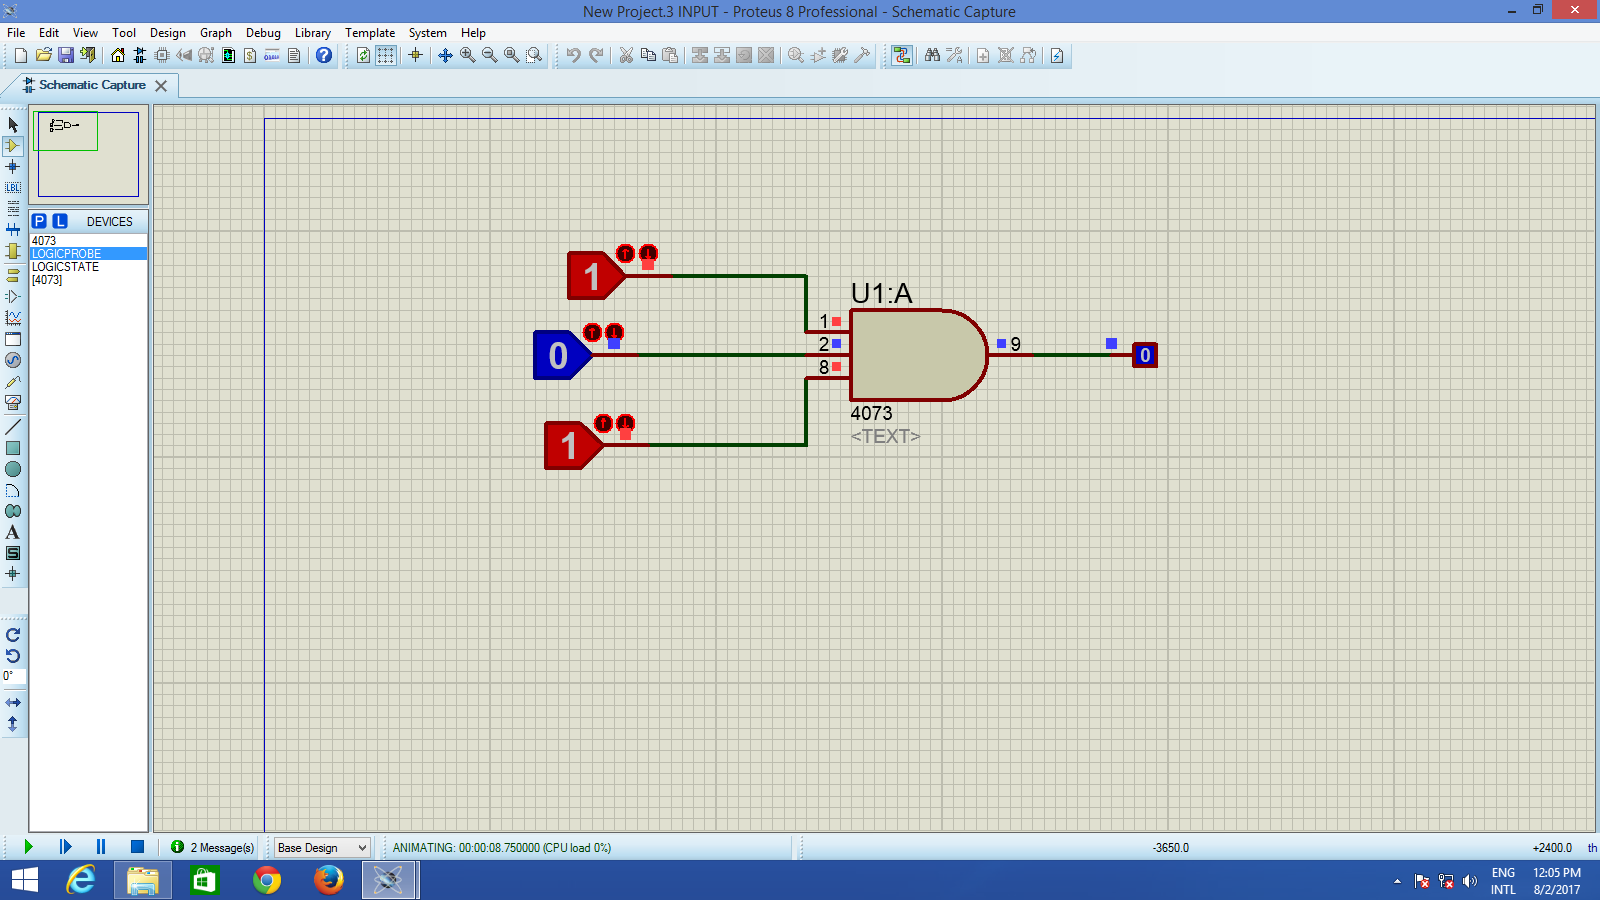 New Project.3 INPUT - Proteus 8 Professional - Schematic Capture
File Edit View Tool Design Graph Debug Library Template System Help
Schematic Capture
LBL
P L DEVICES
4073
LOGICPROBE
LOGICSTATE
[4073]
A
S
0°
1
0
1
U1:A
1
2
8
9
0
4073
<TEXT>
2 Message(s)
Base Design
ANIMATING: 00:00:08.750000 (CPU load 0%)
-3650.0
+2400.0 th
ENG
INTL
12:05 PM
8/2/2017